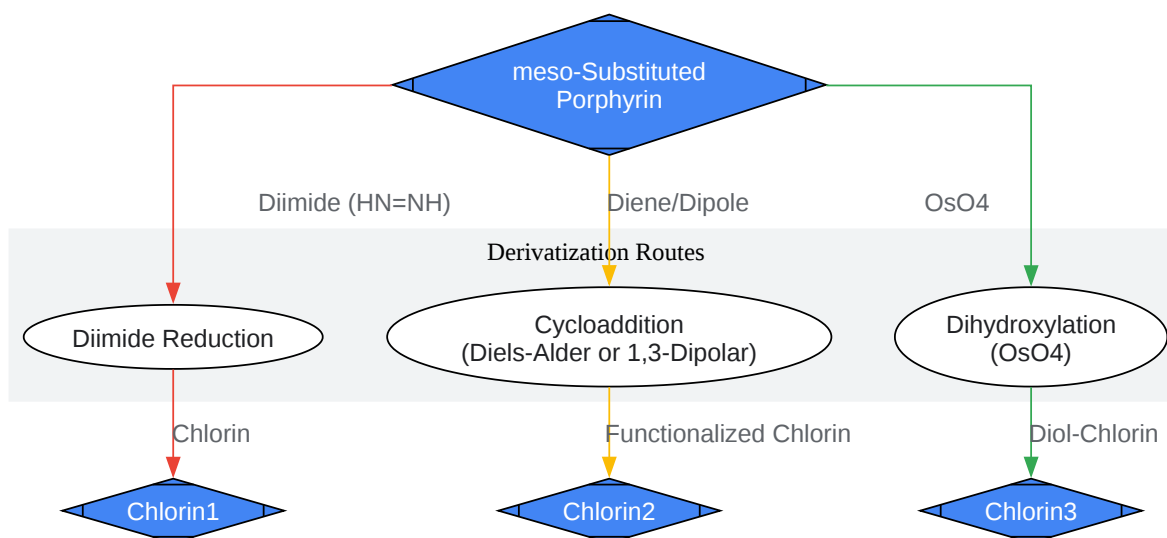 meso-Substituted
Porphyrin
Diimide (HN=NH)
Diene/Dipole
OsO4
Derivatization Routes
Diimide Reduction
Cycloaddition
(Diels-Alder or 1,3-Dipolar)
Dihydroxylation
(OsO4)
Chlorin
Functionalized Chlorin
Diol-Chlorin
Chlorin1
Chlorin2
Chlorin3